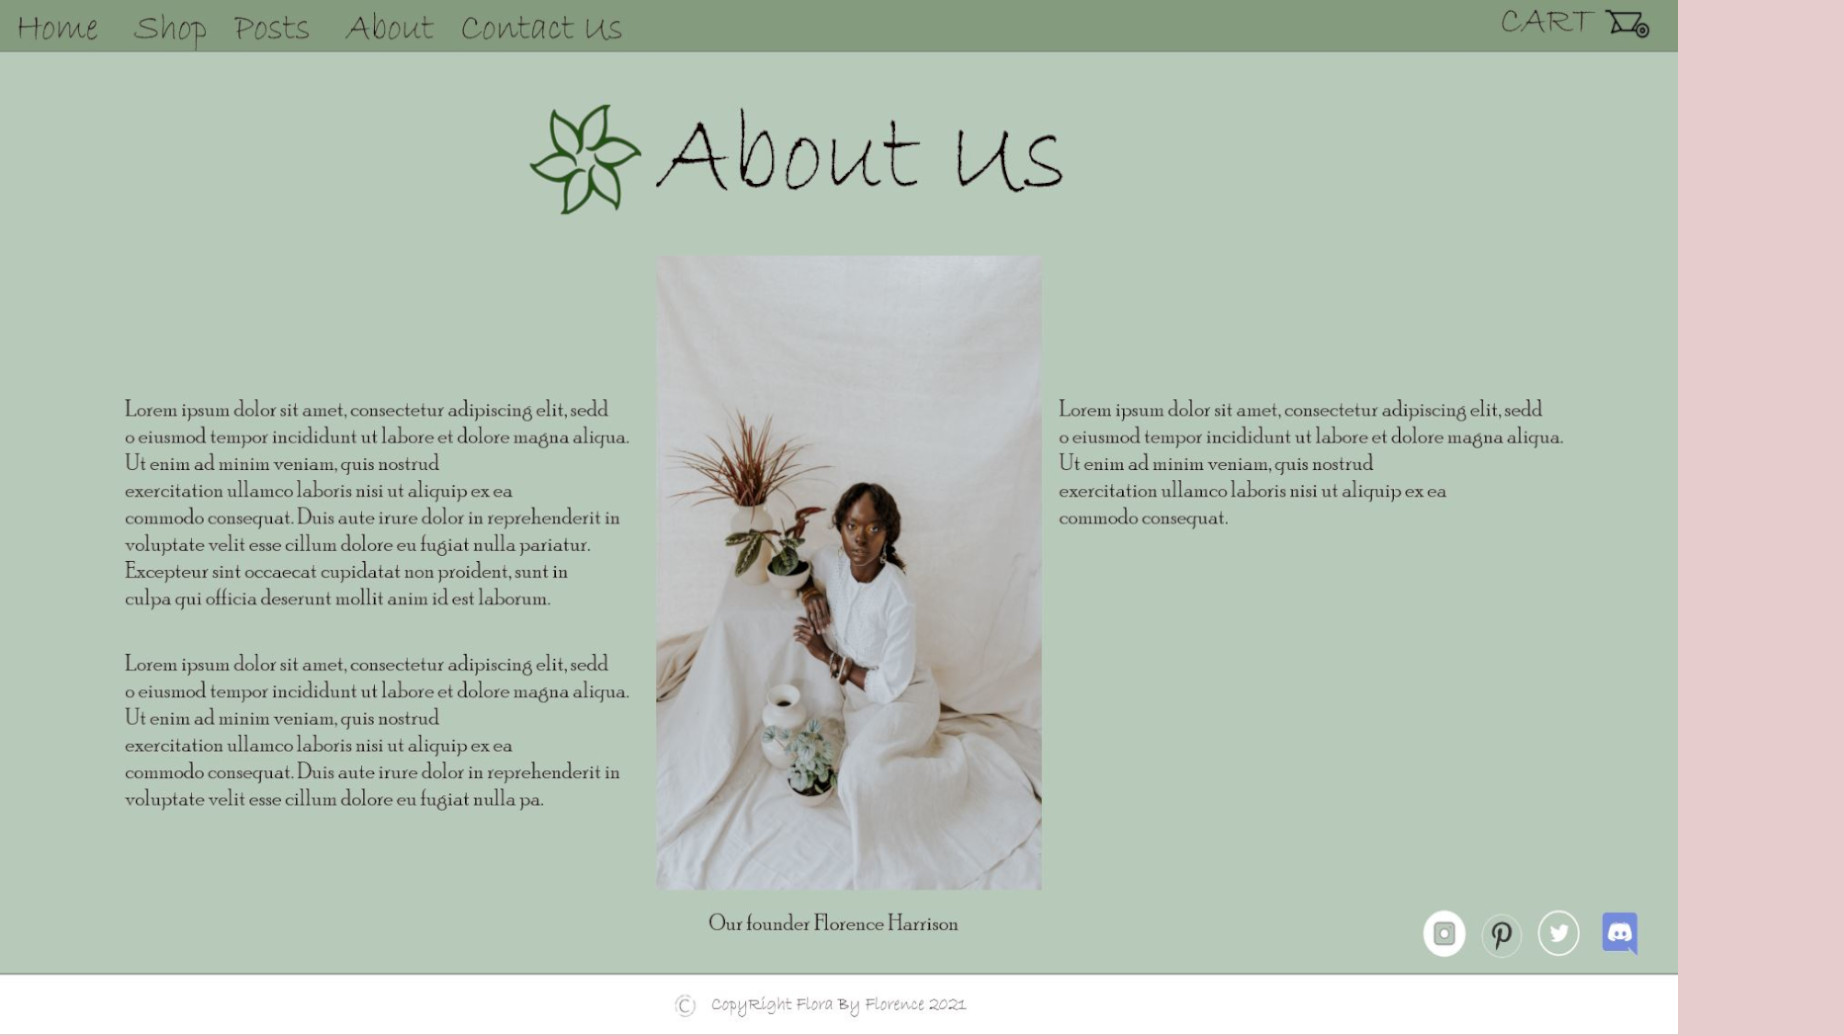 Home Shop Posts About Contact Us
CART
About Us
Lorem ipsum dolor sit amet, consectetur adipiscing elit, sedd
o eiusmod tempor incididunt ut labore et dolore magna aliqua.
Ut enim ad minim veniam, quis nostrud
exercitation ullamco laboris nisi ut aliquip ex ea
commodo consequat. Duis aute irure dolor in reprehenderit in
voluptate velit esse cillum dolore eu fugiat nulla pariatur.
Excepteur sint occaecat cupidatat non proident, sunt in
culpa qui officia deserunt mollit anim id est laborum.
Lorem ipsum dolor sit amet, consectetur adipiscing elit, sedd
o eiusmod tempor incididunt ut labore et dolore magna aliqua.
Ut enim ad minim veniam, quis nostrud
exercitation ullamco laboris nisi ut aliquip ex ea
commodo consequat. Duis aute irure dolor in reprehenderit in
voluptate velit esse cillum dolore eu fugiat nulla pa.
Lorem ipsum dolor sit amet, consectetur adipiscing elit, sedd
o eiusmod tempor incididunt ut labore et dolore magna aliqua.
Ut enim ad minim veniam, quis nostrud
exercitation ullamco laboris nisi ut aliquip ex ea
commodo consequat.
Our founder Florence Harrison
© CopyRight Flora By Florence 2021